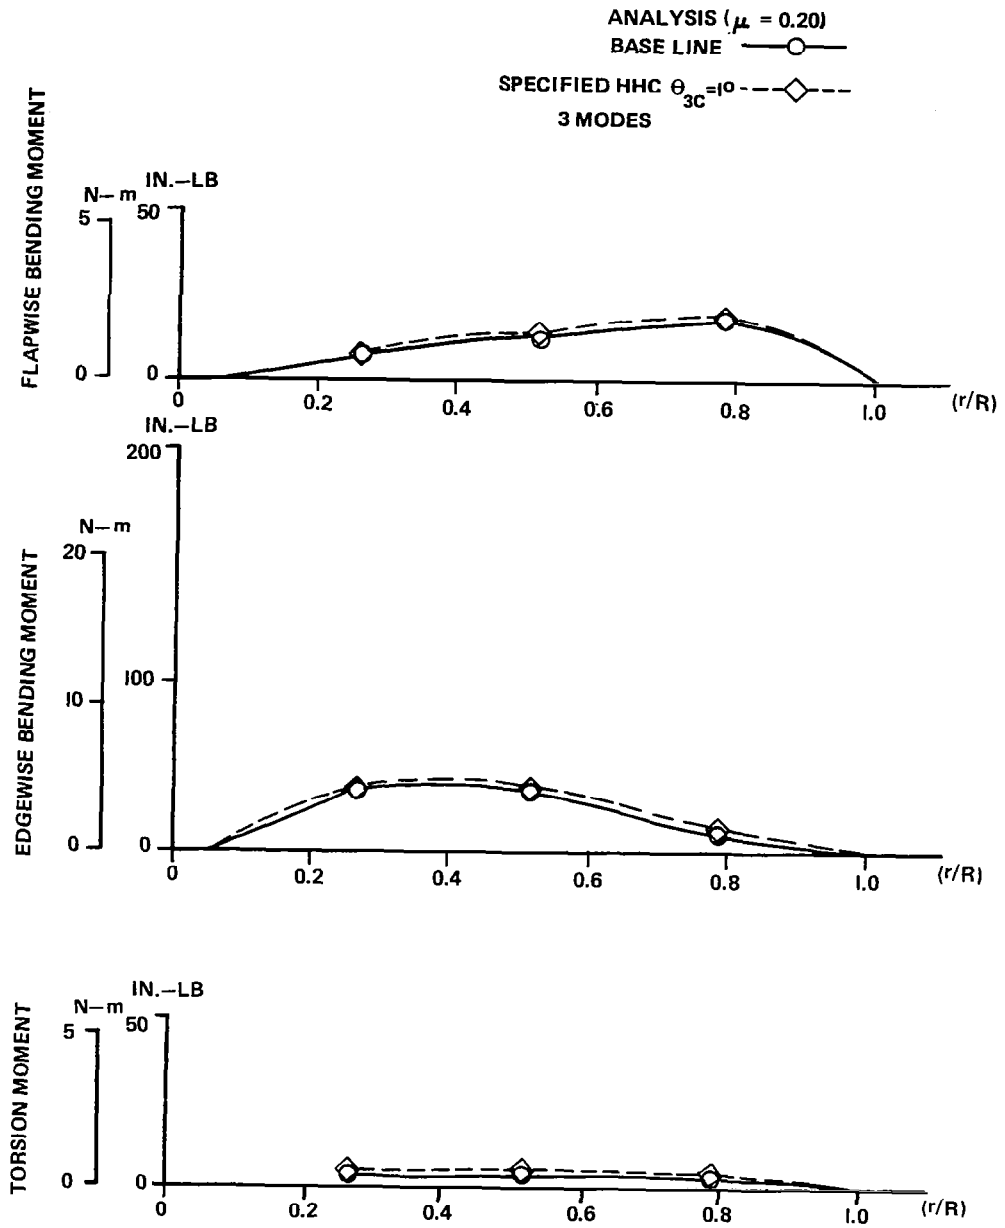 ANALYSIS (μ = 0.20)
BASE LINE
SPECIFIED HHC θ3C=1°
3 MODES
FLAPWISE BENDING MOMENT
N–m
IN.–LB
5
50
0
0
0
0.2
0.4
0.6
0.8
1.0
(r/R)
EDGEWISE BENDING MOMENT
N–m
IN.–LB
200
20
100
10
0
0
0
0.2
0.4
0.6
0.8
1.0
(r/R)
TORSION MOMENT
N–m
IN.–LB
5
50
0
0
0
0.2
0.4
0.6
0.8
1.0
(r/R)